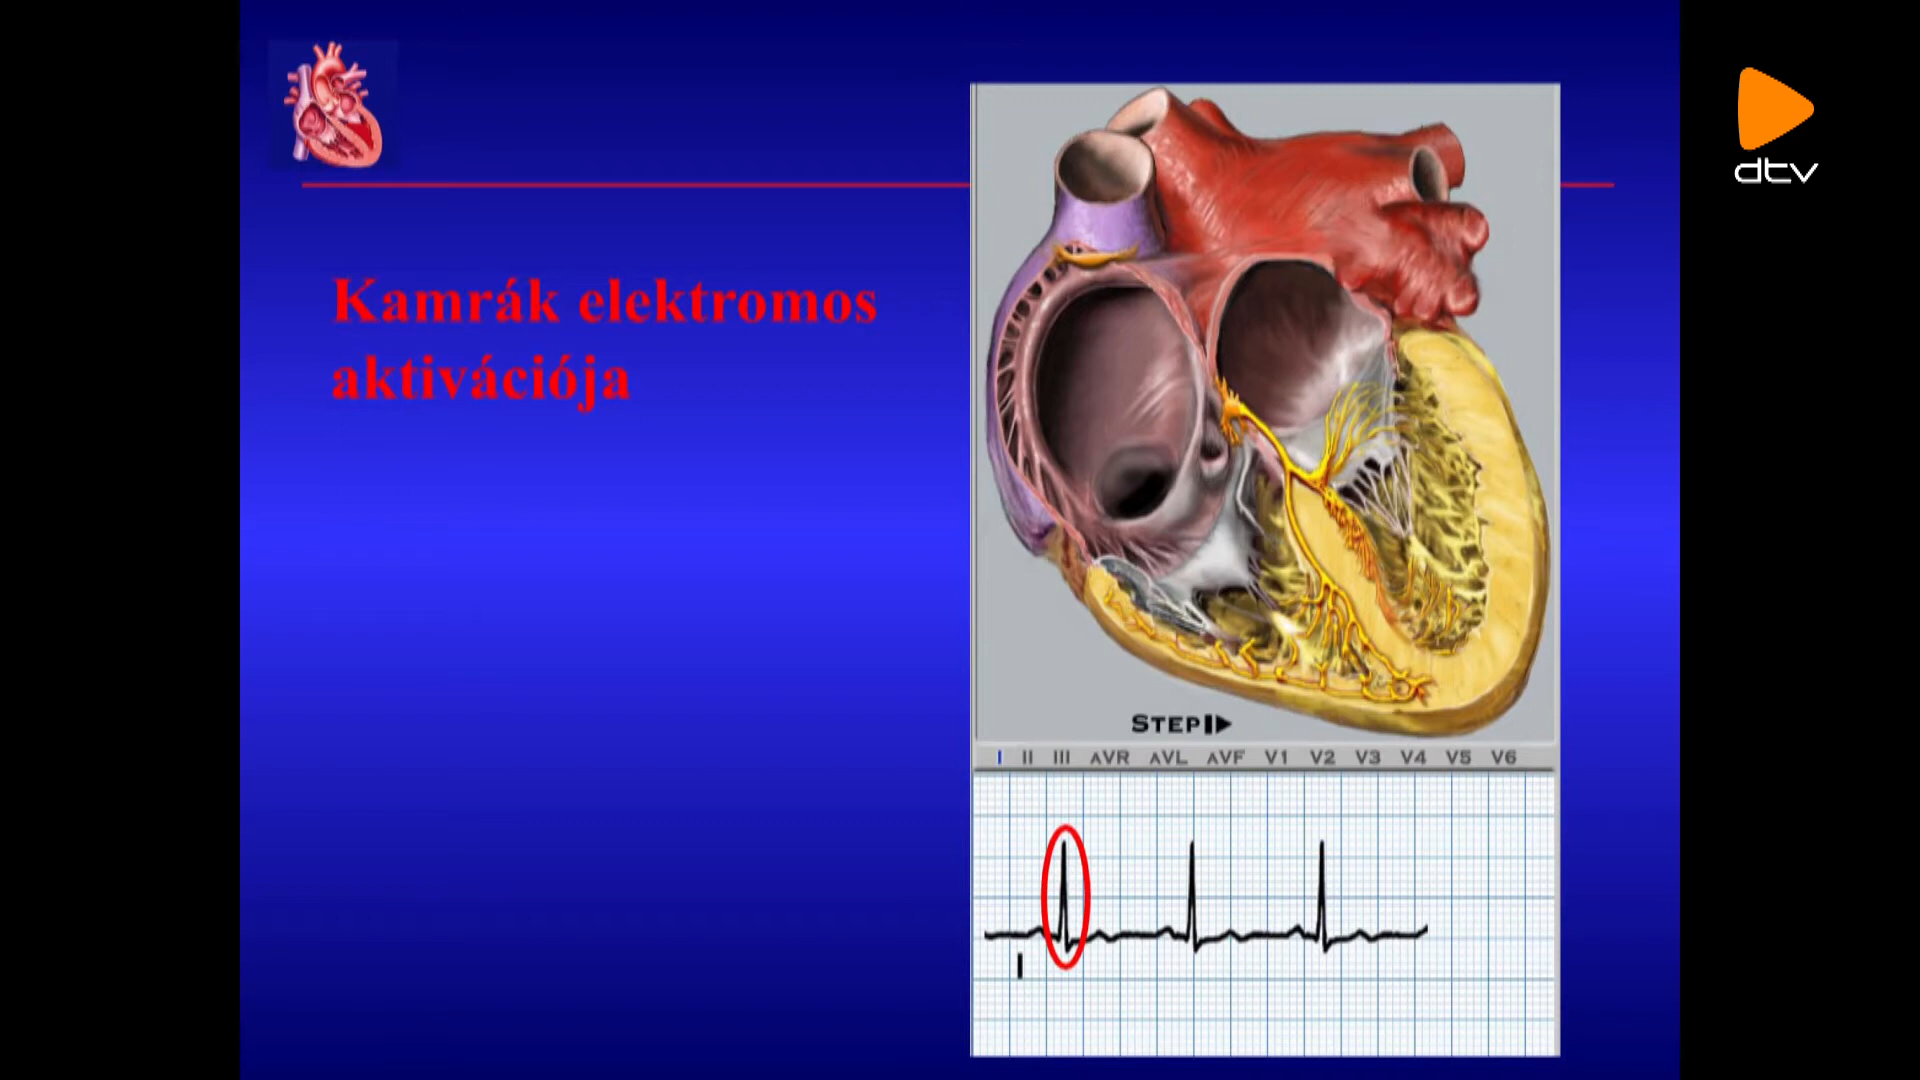 dtv
Kamrák elektromos
aktivációja
STEP
I II III AVR AVL AVF V1 V2 V3 V4 V5 V6
I